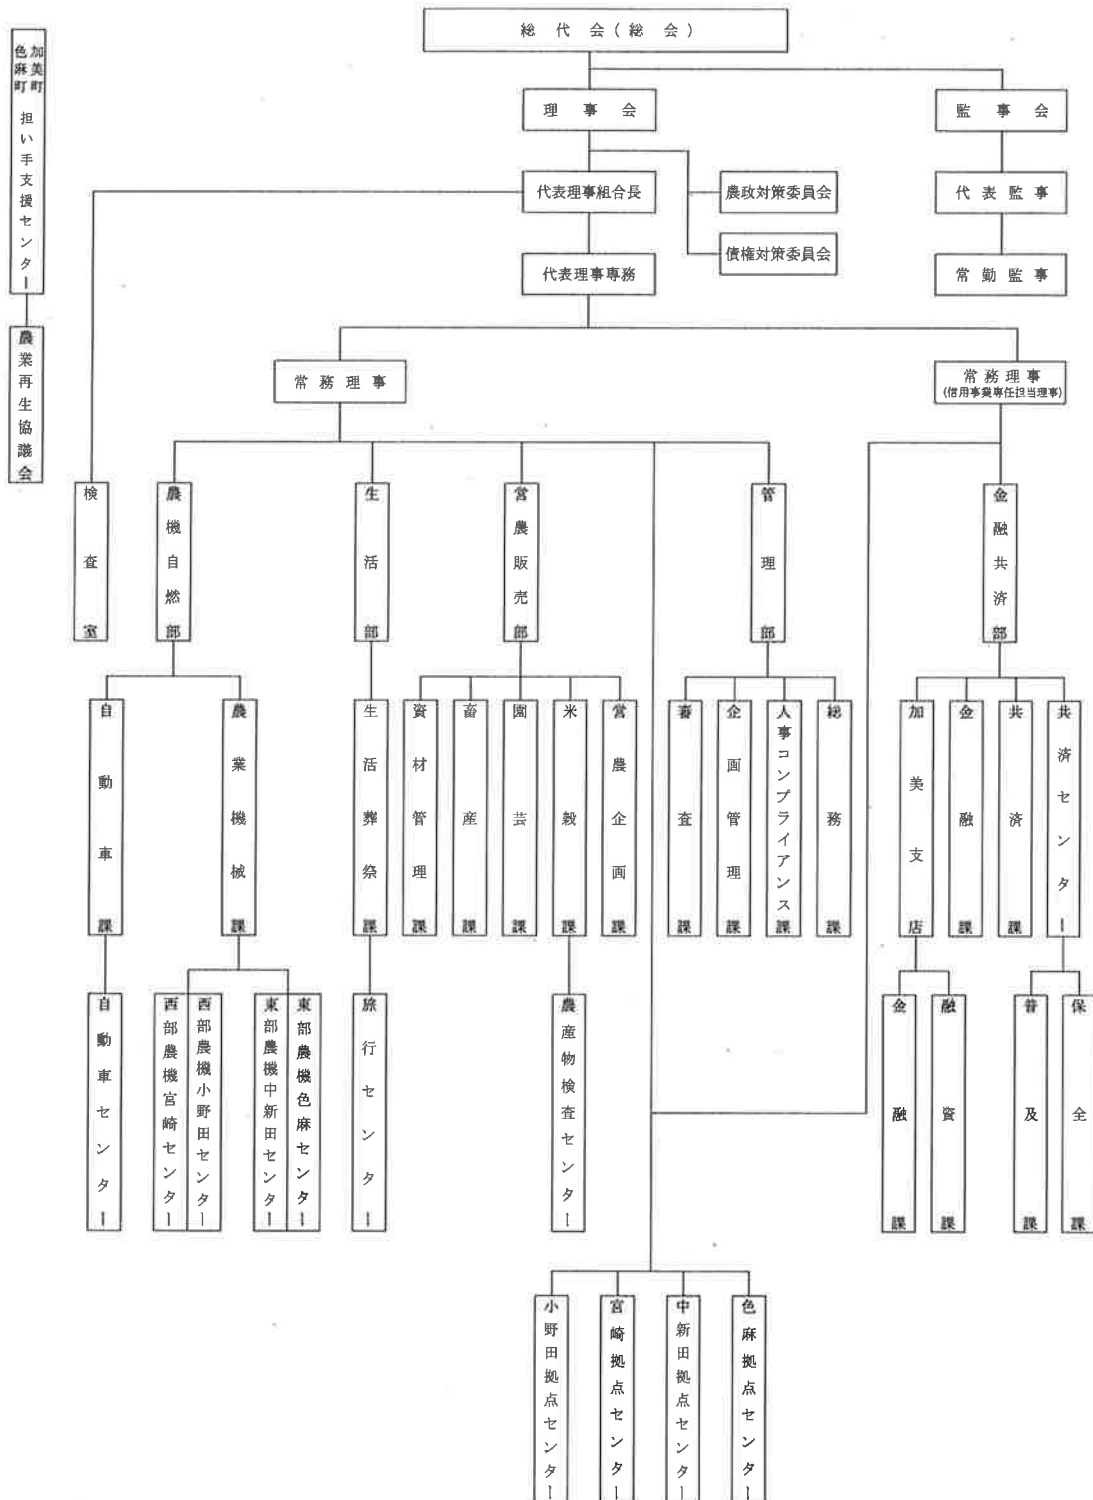 総代会(総会)
加美町
色麻町
担い手支援センター
農業再生協議会
理事会
監事会
代表理事組合長
農政対策委員会
代表監事
債権対策委員会
代表理事専務
常勤監事
常務理事
常務理事
(信用事業専任担当理事)
検査室
農機自燃部
生活部
営農販売部
管理部
金融共済部
自動車課
農業機械課
生活葬祭課
資材管理課
畜産課
園芸課
米穀課
営農企画課
審査課
企画管理課
人事コンプライアンス課
総務課
加美支店
金融課
共済課
共済センター
自動車センター
西部農機宮崎センター
西部農機小野田センター
東部農機中新田センター
東部農機色麻センター
旅行センター
農産物検査センター
金融課
融資課
普及課
保全課
小野田拠点センター
宮崎拠点センター
中新田拠点センター
色麻拠点センター